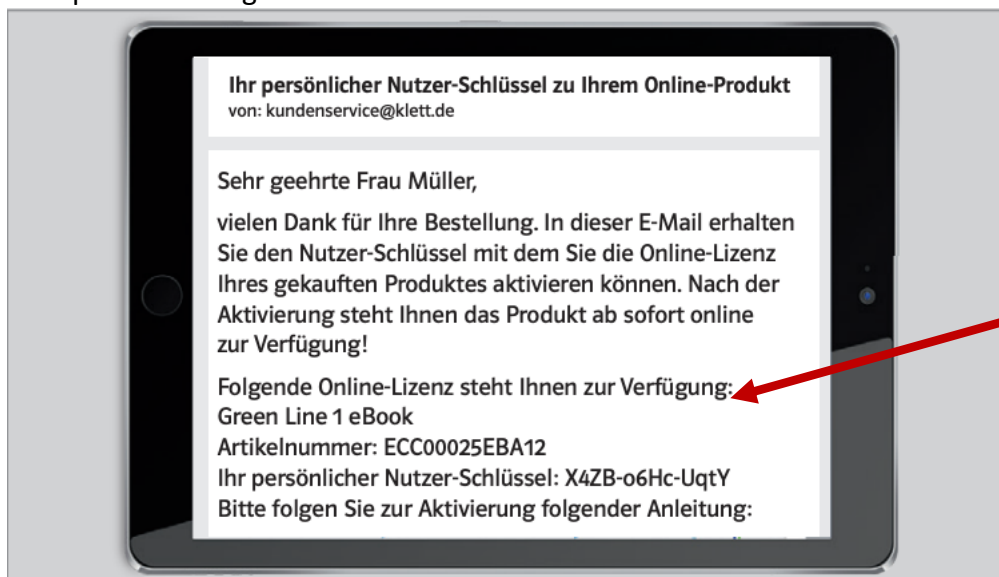 Ihr persönlicher Nutzer-Schlüssel zu Ihrem Online-Produkt
von: kundenservice@klett.de
Sehr geehrte Frau Müller,
vielen Dank für Ihre Bestellung. In dieser E-Mail erhalten
Sie den Nutzer-Schlüssel mit dem Sie die Online-Lizenz
Ihres gekauften Produktes aktivieren können. Nach der
Aktivierung steht Ihnen das Produkt ab sofort online
zur Verfügung!
Folgende Online-Lizenz steht Ihnen zur Verfügung:
Green Line 1 eBook
Artikelnummer: ECC00025EBA12
Ihr persönlicher Nutzer-Schlüssel: X4ZB-o6Hc-UqtY
Bitte folgen Sie zur Aktivierung folgender Anleitung: